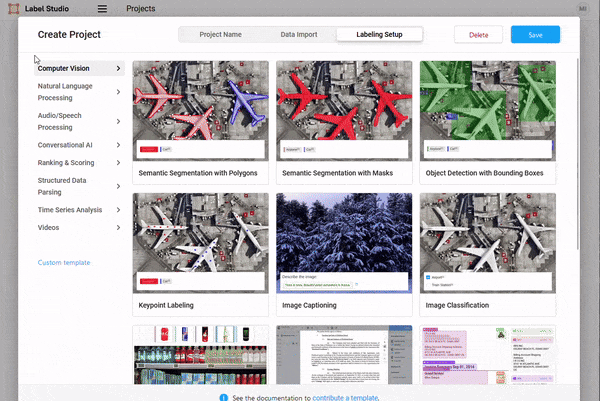 Label Studio
Projects
MI
Create Project
Project Name
Data Import
Labeling Setup
Delete
Save
Computer Vision
Natural Language
Processing
Audio/Speech
Processing
Conversational AI
Ranking & Scoring
Structured Data
Parsing
Time Series Analysis
Videos
Custom template
Semantic Segmentation with Polygons
Semantic Segmentation with Masks
Object Detection with Bounding Boxes
Keypoint Labeling
Describe the image:
Image Captioning
Image Classification
See the documentation to contribute a template.